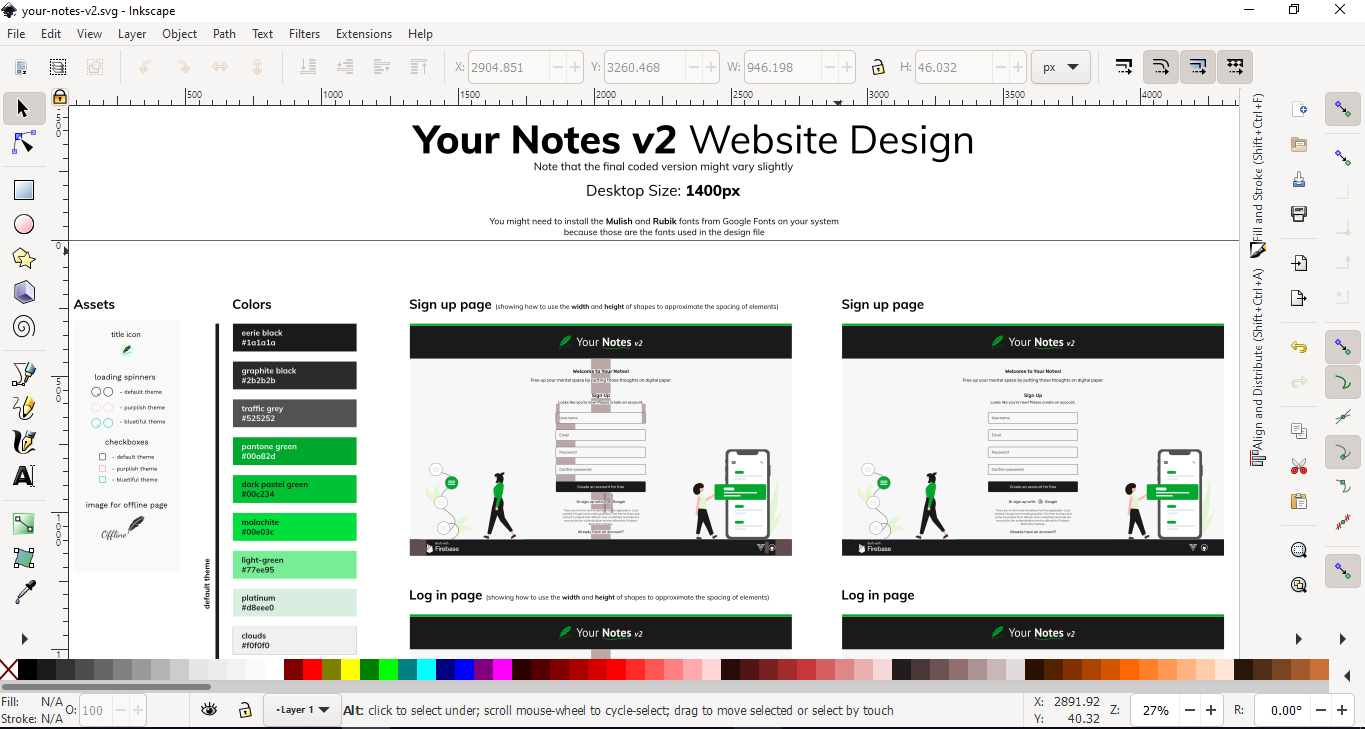 your-notes-v2.svg - Inkscape
File Edit View Layer Object Path Text Filters Extensions Help
X: 2904.851 Y: 3260.468 W: 946.198 H: 46.032 px
500 1000 1500 2000 2500 3000 3500 4000
Your Notes v2 Website Design
Note that the final coded version might vary slightly
Desktop Size: 1400px
You might need to install the Mulish and Rubik fonts from Google Fonts on your system
because those are the fonts used in the design file
Assets
title icon
loading spinners
- default theme
- purplish theme
- bluetiful theme
checkboxes
- default theme
- purplish theme
- bluetiful theme
image for offline page
Offline
default theme
Colors
eerie black
#1a1a1a
graphite black
#2b2b2b
traffic grey
#525252
pantone green
#00a82d
dark pastel green
#00c234
malachite
#00e03c
light-green
#77ee95
platinum
#d8eee0
clouds
#f0f0f0
Sign up page (showing how to use the width and height of shapes to approximate the spacing of elements)
Your Notes v2
Welcome to Your Notes!
Free up your mental space by putting those thoughts on digital paper.
Sign Up
Looks like you're new! Please create an account.
Username
Email
Password
Confirm password
Create an account for free
Or sign up with Google
Already have an account?
Built with
Firebase
Sign up page
Your Notes v2
Welcome to Your Notes!
Free up your mental space by putting those thoughts on digital paper.
Sign Up
Looks like you're new! Please create an account.
Username
Email
Password
Confirm password
Create an account for free
Or sign up with Google
Already have an account?
Built with
Firebase
Log in page (showing how to use the width and height of shapes to approximate the spacing of elements)
Your Notes v2
Log in page
Your Notes v2
Fill and Stroke (Shift+Ctrl+F)
Align and Distribute (Shift+Ctrl+A)
Fill: N/A
Stroke: N/A
O: 100
Layer 1
Alt: click to select under; scroll mouse-wheel to cycle-select; drag to move selected or select by touch
X: 2891.92
Y: 40.32
Z: 27%
R: 0.00°